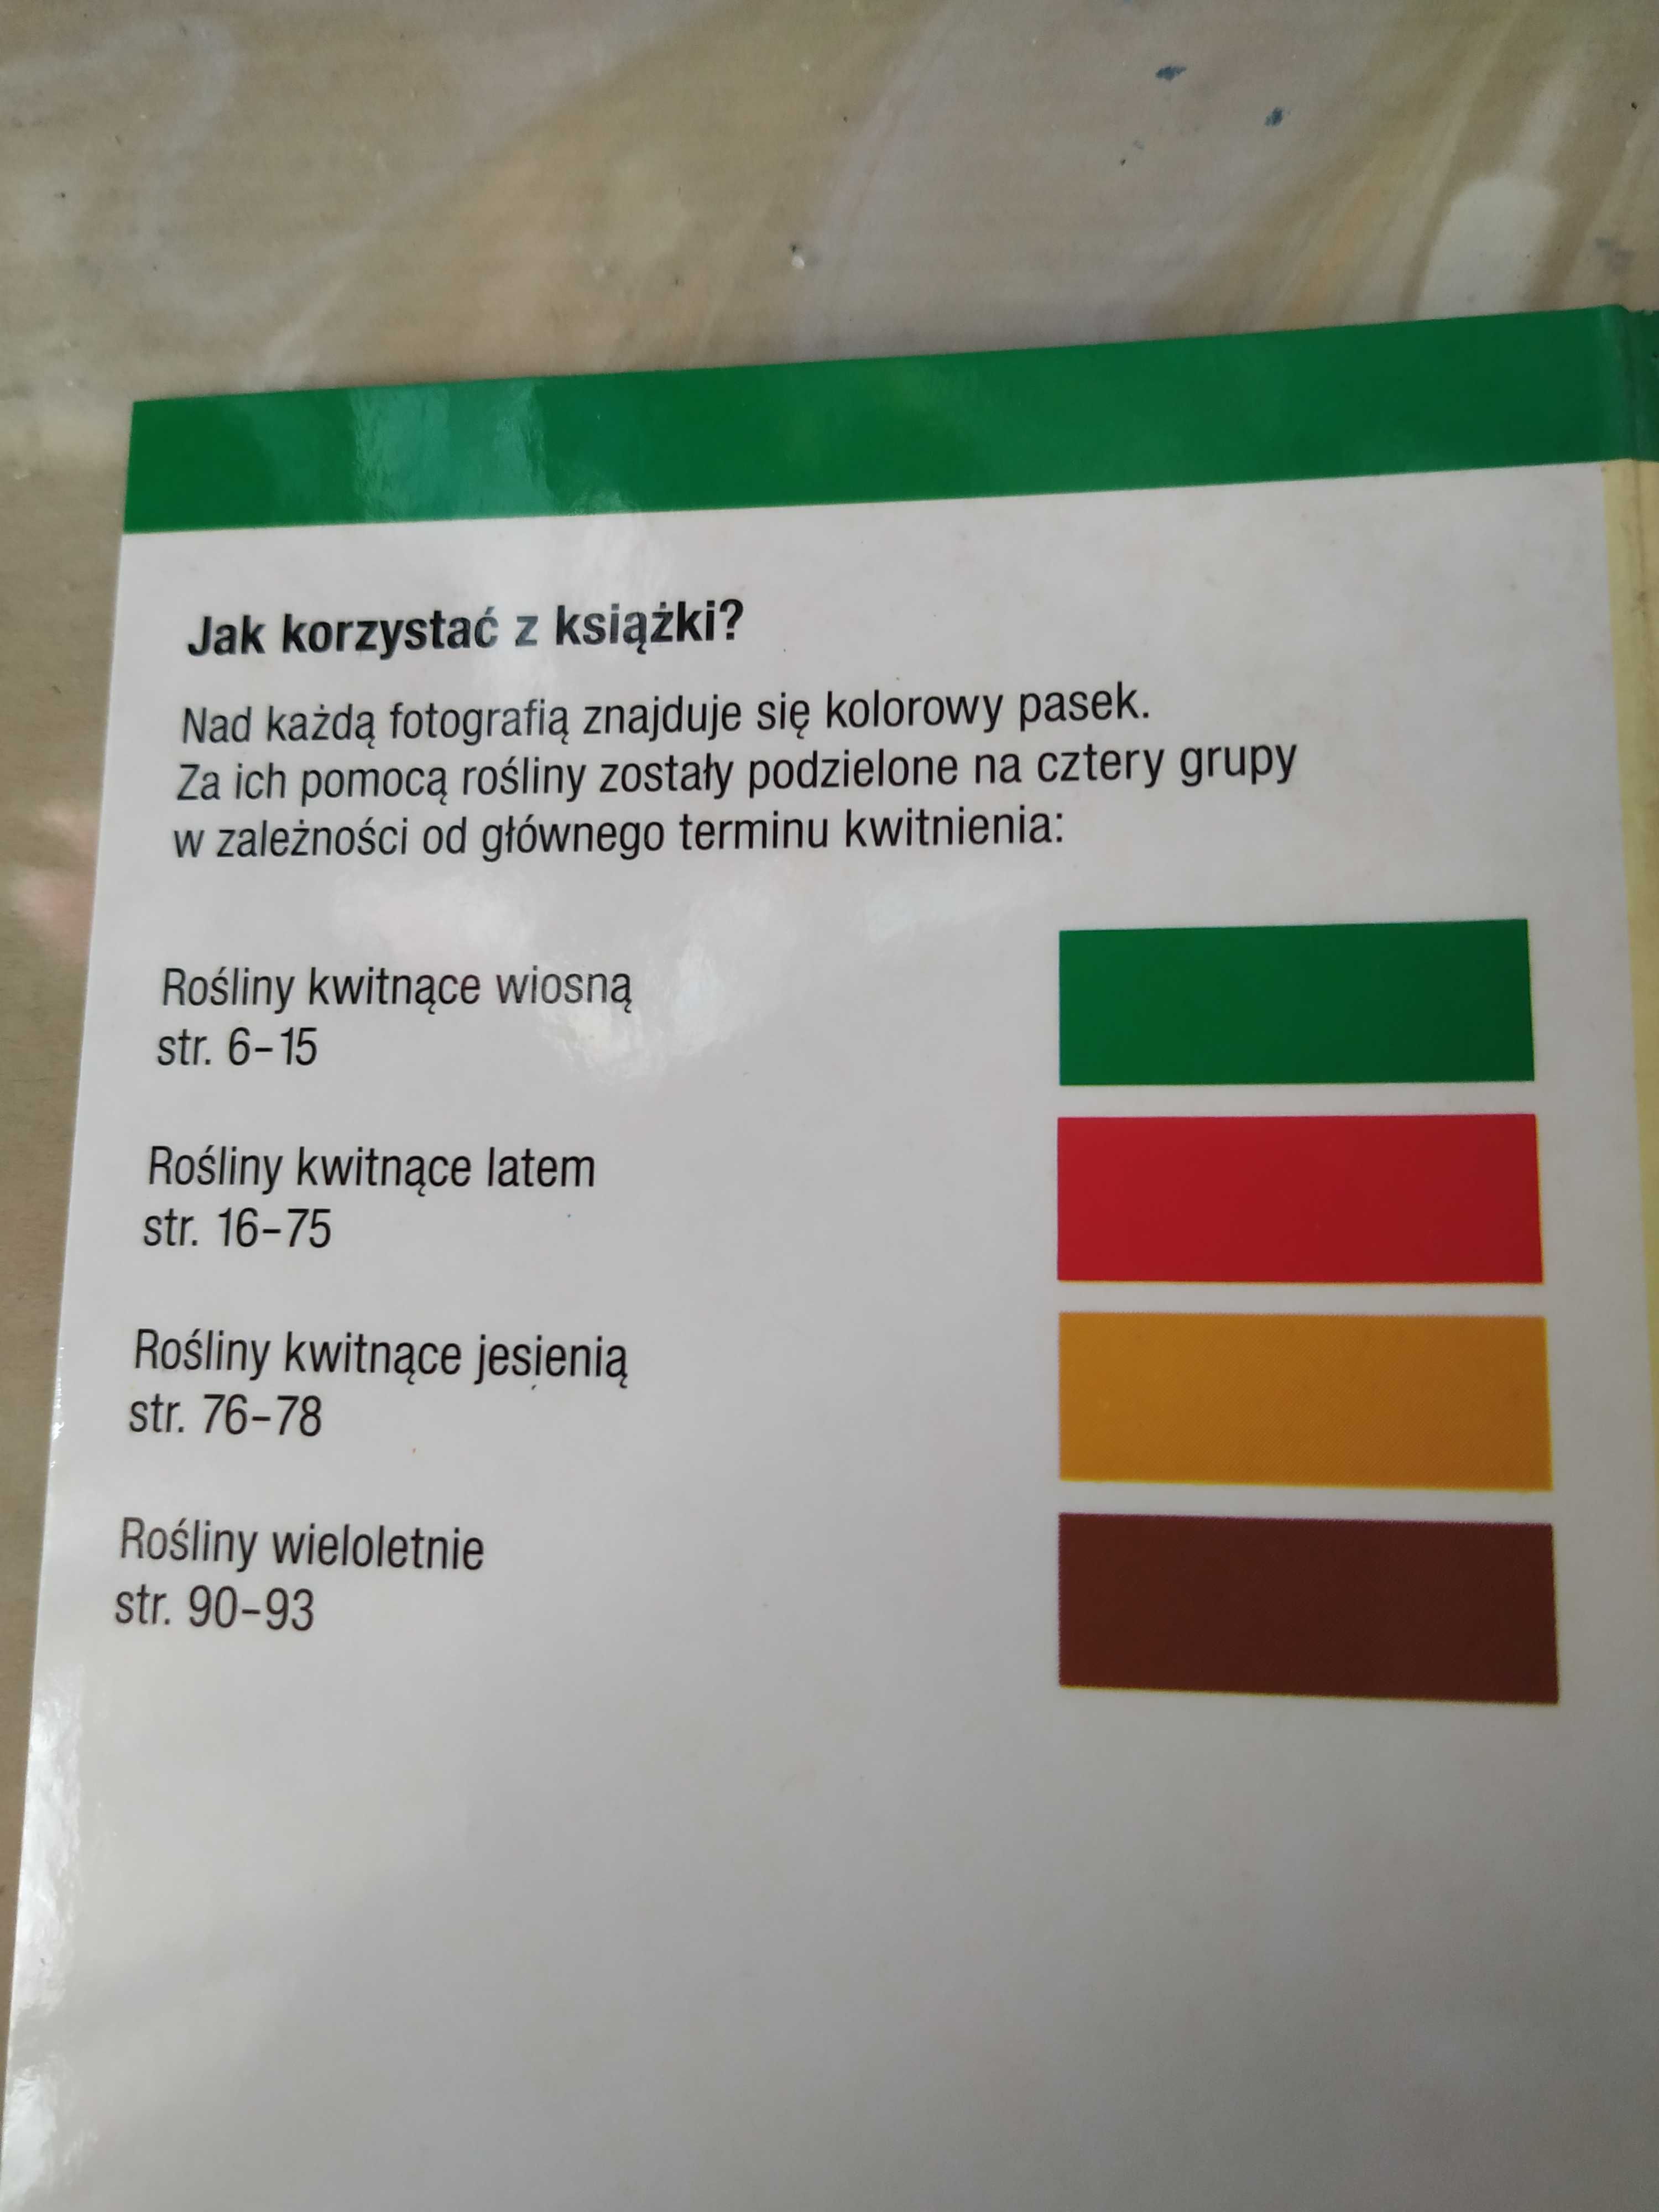 Jak korzystać z książki?
Nad każdą fotografią znajduje się kolorowy pasek.
Za ich pomocą rośliny zostały podzielone na cztery grupy
w zależności od głównego terminu kwitnienia:
Rośliny kwitnące wiosną
str. 6–15
Rośliny kwitnące latem
str. 16–75
Rośliny kwitnące jesienią
str. 76–78
Rośliny wieloletnie
str. 90–93